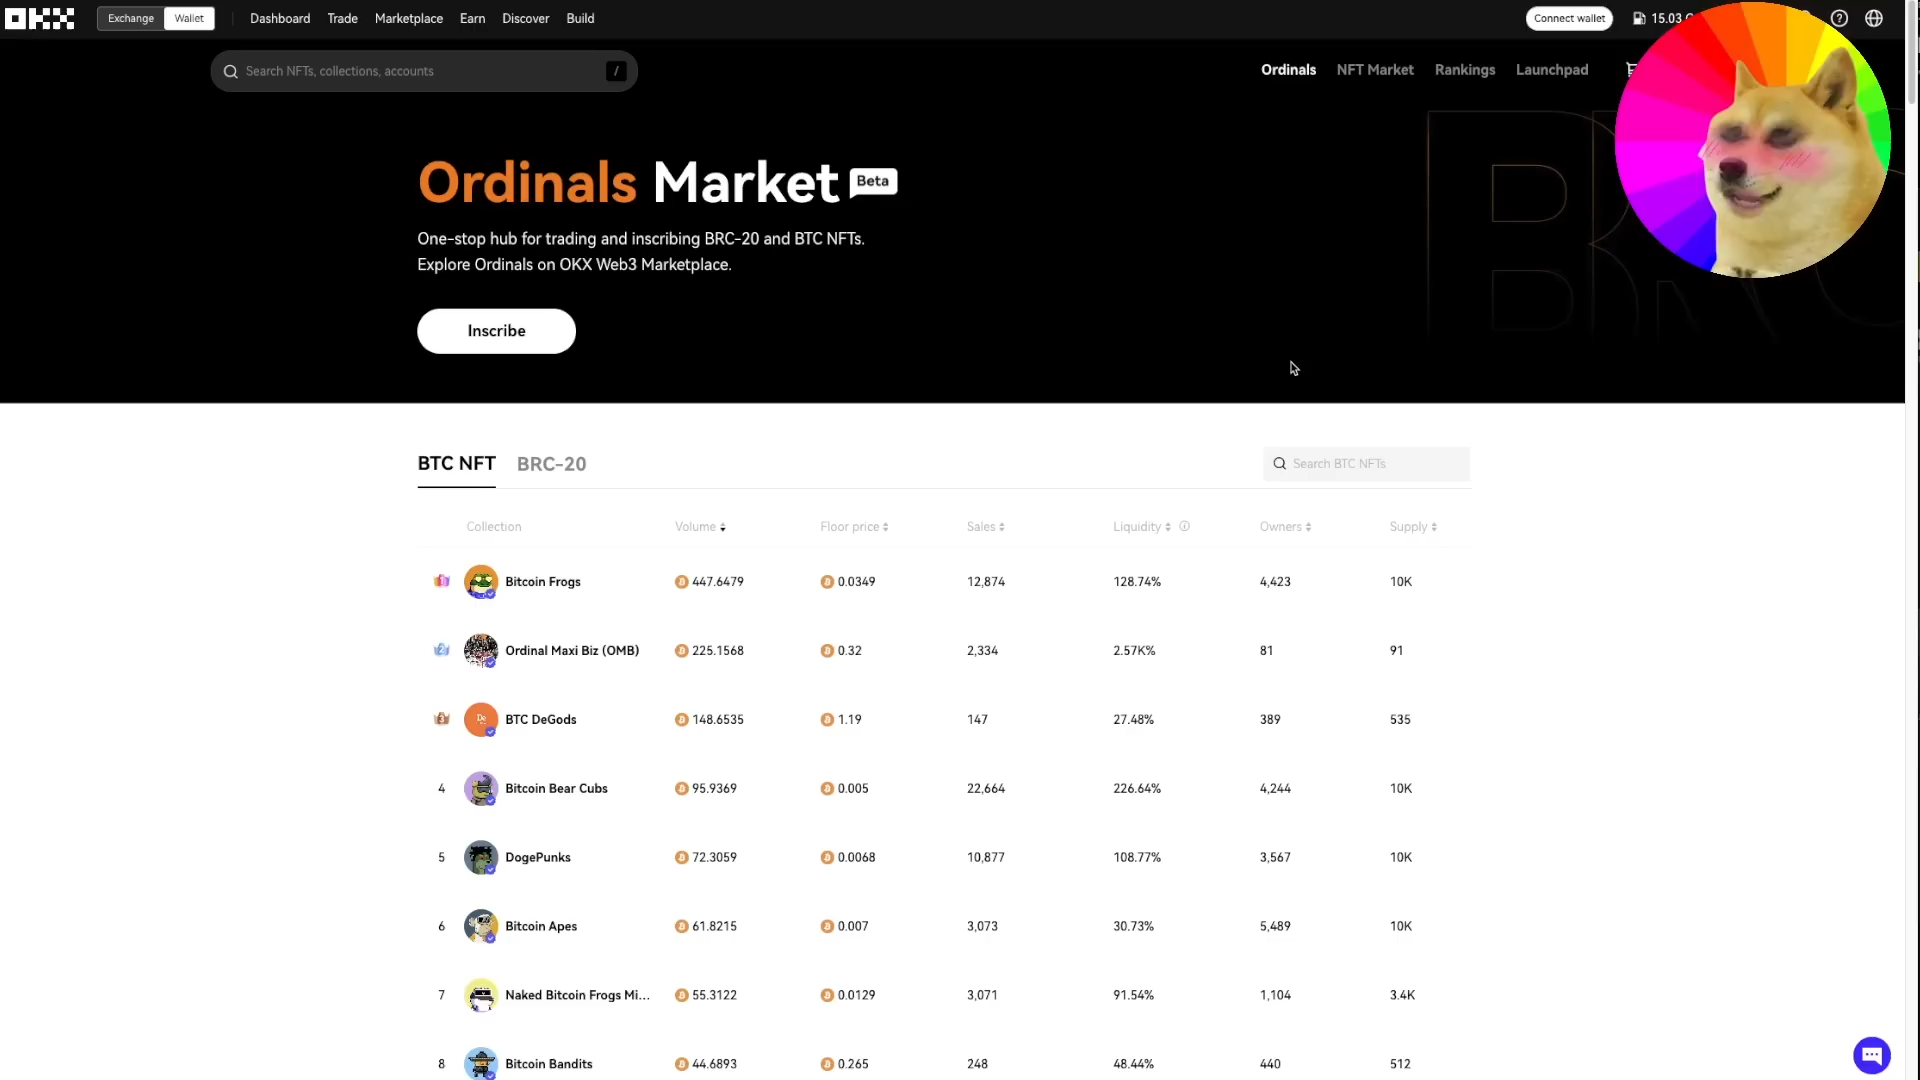 OKX Exchange Wallet Dashboard Trade Marketplace Earn Discover Build Connect wallet 15.03
Search NFTs, collections, accounts / Ordinals NFT Market Rankings Launchpad
Ordinals Market Beta
One-stop hub for trading and inscribing BRC-20 and BTC NFTs.
Explore Ordinals on OKX Web3 Marketplace.
Inscribe
BTC NFT BRC-20 Search BTC NFTs
Collection Volume Floor price Sales Liquidity Owners Supply
1 Bitcoin Frogs 447.6479 0.0349 12,874 128.74% 4,423 10K
2 Ordinal Maxi Biz (OMB) 225.1568 0.32 2,334 2.57K% 81 91
3 De BTC DeGods 148.6535 1.19 147 27.48% 389 535
4 Bitcoin Bear Cubs 95.9369 0.005 22,664 226.64% 4,244 10K
5 DogePunks 72.3059 0.0068 10,877 108.77% 3,567 10K
6 Bitcoin Apes 61.8215 0.007 3,073 30.73% 5,489 10K
7 Naked Bitcoin Frogs Mi... 55.3122 0.0129 3,071 91.54% 1,104 3.4K
8 Bitcoin Bandits 44.6893 0.265 248 48.44% 440 512